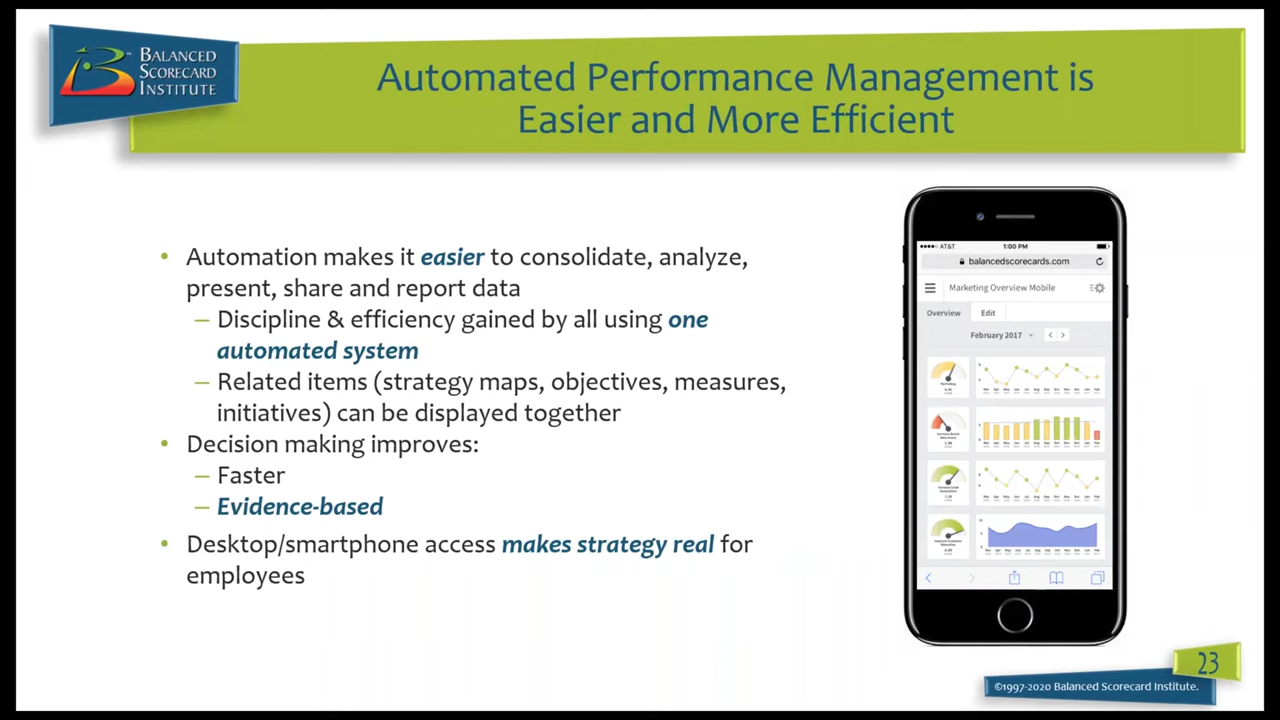 BALANCED
SCORECARD
INSTITUTE
™
Automated Performance Management is
Easier and More Efficient
• Automation makes it easier to consolidate, analyze,
present, share and report data
– Discipline & efficiency gained by all using one
automated system
– Related items (strategy maps, objectives, measures,
initiatives) can be displayed together
• Decision making improves:
– Faster
– Evidence-based
• Desktop/smartphone access makes strategy real for
employees
AT&T 1:00 PM
balancedscorecards.com
Marketing Overview Mobile
Overview Edit
February 2017
23
©1997-2020 Balanced Scorecard Institute.